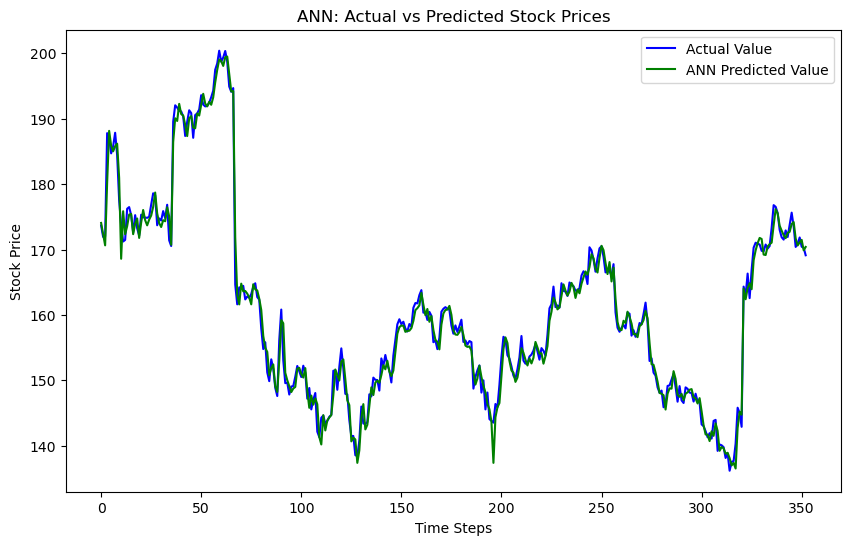 ANN: Actual vs Predicted Stock Prices
Actual Value
ANN Predicted Value
Stock Price
200
190
180
170
160
150
140
0 50 100 150 200 250 300 350
Time Steps